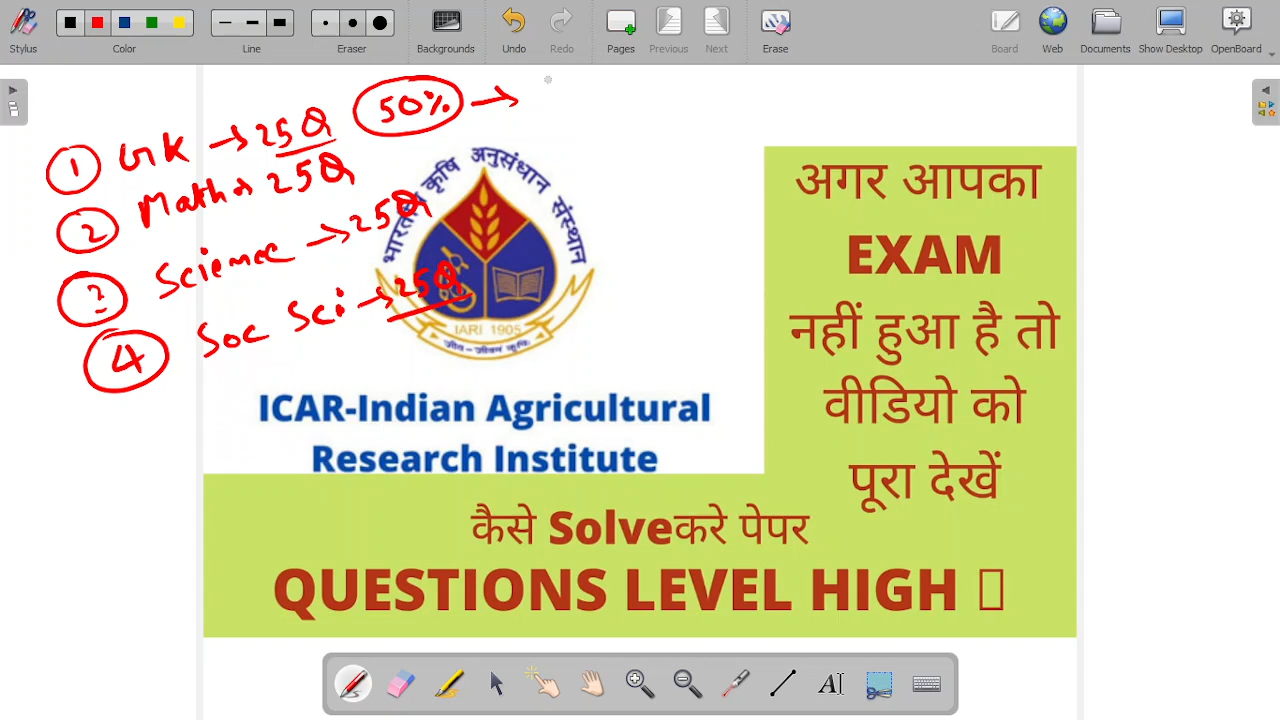 Stylus
Color
Line
Eraser
Backgrounds
Undo
Redo
Pages
Previous
Next
Erase
Board
Web
Documents
Show Desktop
OpenBoard
① GK → 25Q 50% →
② Maths 25Q
③ Science → 25Q
④ Soc Sci → 25Q
भारतीय कृषि अनुसंधान संस्थान
IARI 1905
ICAR-Indian Agricultural
Research Institute
अगर आपका
EXAM
नहीं हुआ है तो
वीडियो को
पूरा देखें
कैसे Solveकरे पेपर
QUESTIONS LEVEL HIGH